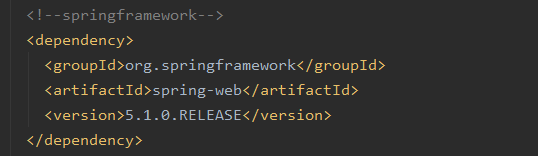 <!--springframework-->
<dependency>
<groupId>org.springframework</groupId>
<artifactId>spring-web</artifactId>
<version>5.1.0.RELEASE</version>
</dependency>